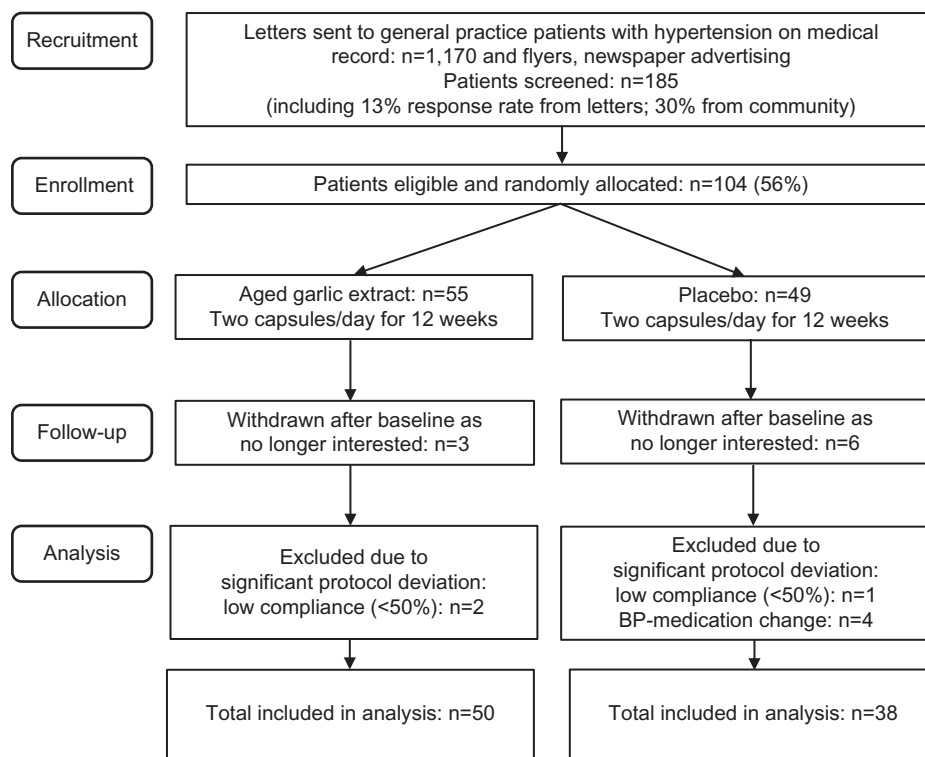 Recruitment
Letters sent to general practice patients with hypertension on medical
record: n=1,170 and flyers, newspaper advertising
Patients screened: n=185
(including 13% response rate from letters; 30% from community)
Enrollment
Patients eligible and randomly allocated: n=104 (56%)
Allocation
Aged garlic extract: n=55
Two capsules/day for 12 weeks
Placebo: n=49
Two capsules/day for 12 weeks
Follow-up
Withdrawn after baseline as
no longer interested: n=3
Withdrawn after baseline as
no longer interested: n=6
Analysis
Excluded due to
significant protocol deviation:
low compliance (<50%): n=2
Excluded due to
significant protocol deviation:
low compliance (<50%): n=1
BP-medication change: n=4
Total included in analysis: n=50
Total included in analysis: n=38